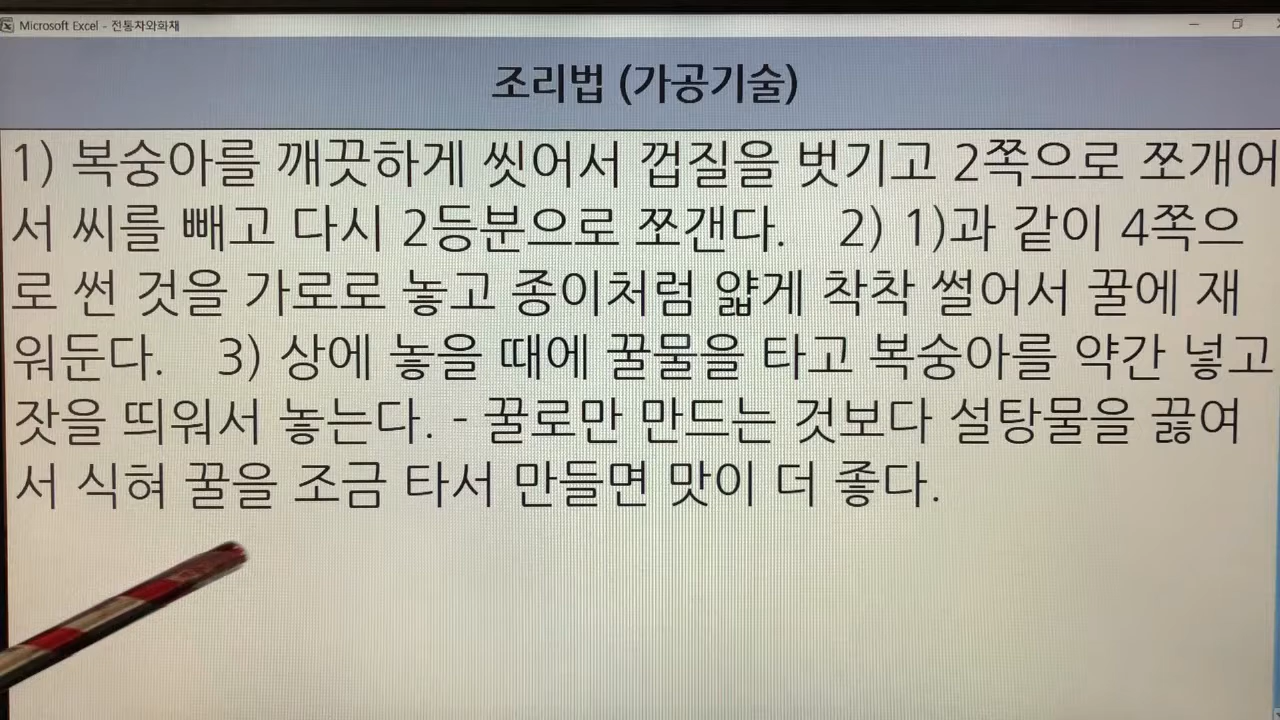 Microsoft Excel - 전통차와화채
조리법 (가공기술)
1) 복숭아를 깨끗하게 씻어서 껍질을 벗기고 2쪽으로 쪼개어
서 씨를 빼고 다시 2등분으로 쪼갠다. 2) 1)과 같이 4쪽으
로 썬 것을 가로로 놓고 종이처럼 얇게 착착 썰어서 꿀에 재
워둔다. 3) 상에 놓을 때에 꿀물을 타고 복숭아를 약간 넣고
잣을 띄워서 놓는다. - 꿀로만 만드는 것보다 설탕물을 끓여
서 식혀 꿀을 조금 타서 만들면 맛이 더 좋다.